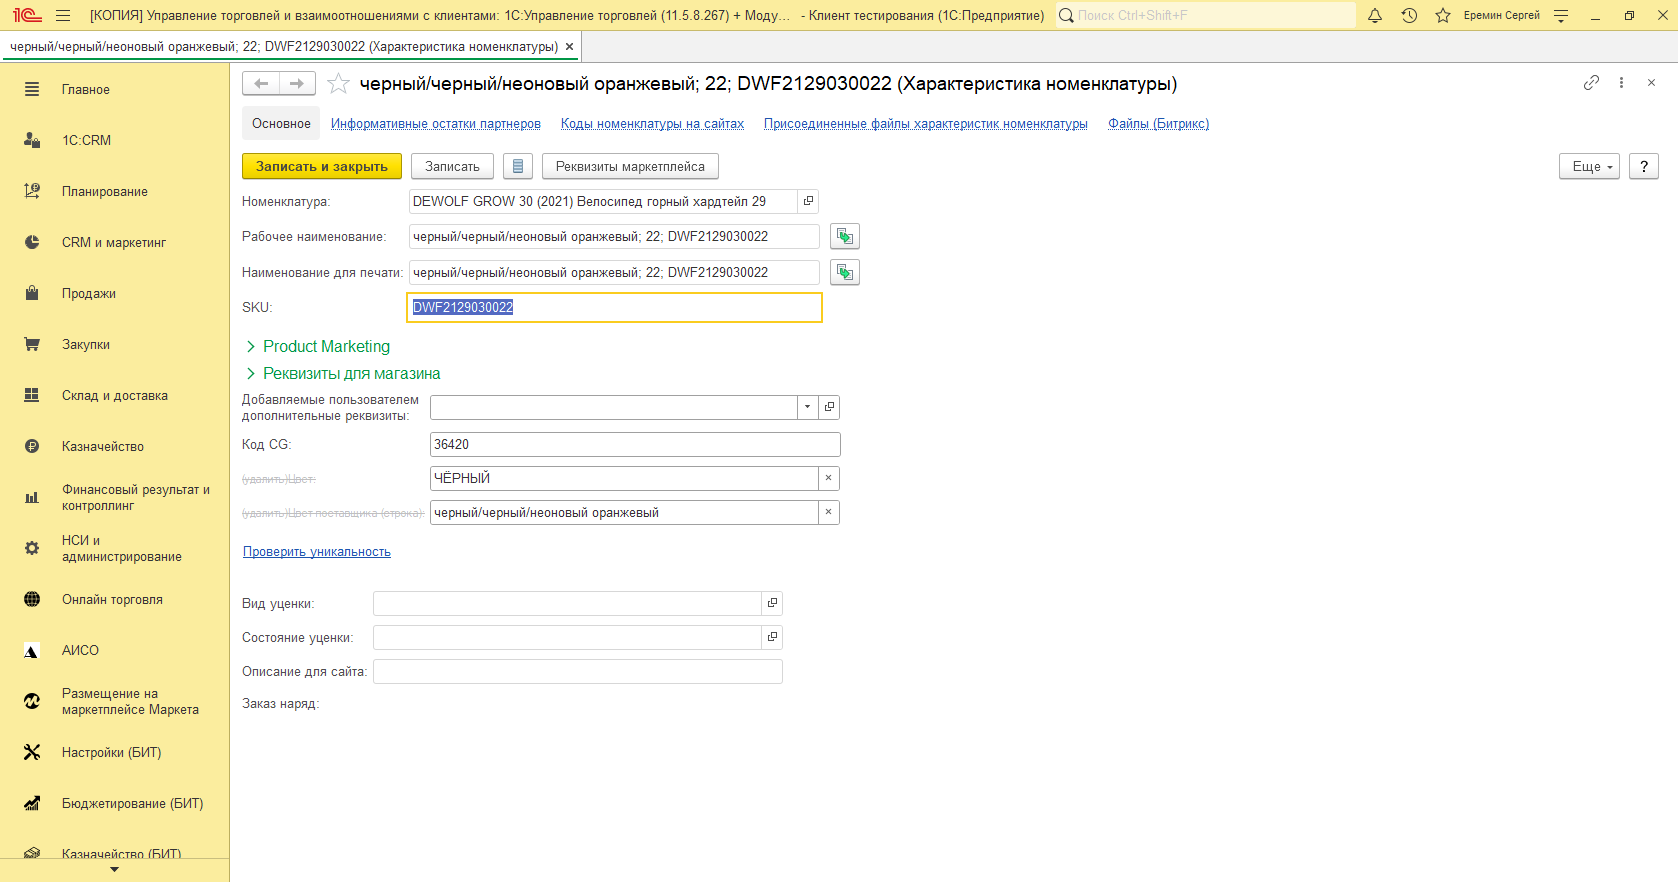 [КОПИЯ] Управление торговлей и взаимоотношениями с клиентами: 1С:Управление торговлей (11.5.8.267) + Моду... - Клиент тестирования (1С:Предприятие)
Поиск Ctrl+Shift+F
Еремин Сергей
черный/черный/неоновый оранжевый; 22; DWF2129030022 (Характеристика номенклатуры)
Главное
1C:CRM
Планирование
CRM и маркетинг
Продажи
Закупки
Склад и доставка
Казначейство
Финансовый результат и
контроллинг
НСИ и
администрирование
Онлайн торговля
АИСО
Размещение на
маркетплейсе Маркета
Настройки (БИТ)
Бюджетирование (БИТ)
Казначейство (БИТ)
черный/черный/неоновый оранжевый; 22; DWF2129030022 (Характеристика номенклатуры)
Основное Информативные остатки партнеров Коды номенклатуры на сайтах Присоединенные файлы характеристик номенклатуры Файлы (Битрикс)
Записать и закрыть Записать Реквизиты маркетплейса Еще ?
Номенклатура: DEWOLF GROW 30 (2021) Велосипед горный хардтейл 29
Рабочее наименование: черный/черный/неоновый оранжевый; 22; DWF2129030022
Наименование для печати: черный/черный/неоновый оранжевый; 22; DWF2129030022
SKU: DWF2129030022
Product Marketing
Реквизиты для магазина
Добавляемые пользователем
дополнительные реквизиты:
Код CG: 36420
(удалить)Цвет: ЧЁРНЫЙ
(удалить)Цвет поставщика (строка): черный/черный/неоновый оранжевый
Проверить уникальность
Вид уценки:
Состояние уценки:
Описание для сайта:
Заказ наряд: